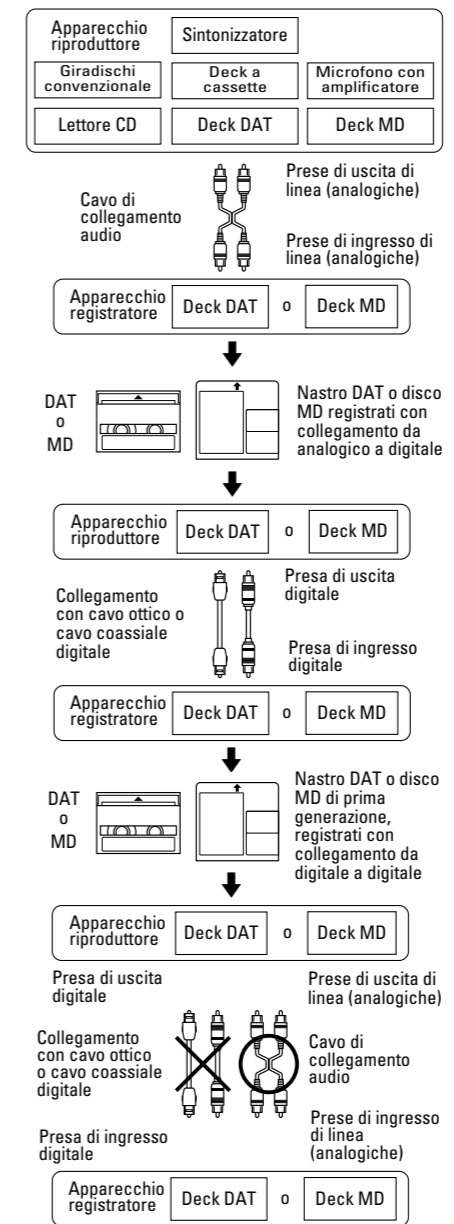 Apparecchio
riproduttore
Sintonizzatore
Giradischi
convenzionale
Deck a
cassette
Microfono con
amplificatore
Lettore CD
Deck DAT
Deck MD
Cavo di
collegamento
audio
Prese di uscita di
linea (analogiche)
Prese di ingresso di
linea (analogiche)
Apparecchio
registratore
Deck DAT
o
Deck MD
DAT
o
MD
Nastro DAT o disco
MD registrati con
collegamento da
analogico a digitale
Apparecchio
riproduttore
Deck DAT
o
Deck MD
Collegamento
con cavo ottico o
cavo coassiale
digitale
Presa di uscita
digitale
Presa di ingresso
digitale
Apparecchio
registratore
Deck DAT
o
Deck MD
DAT
o
MD
Nastro DAT o disco
MD di prima
generazione,
registrati con
collegamento da
digitale a digitale
Apparecchio
riproduttore
Deck DAT
o
Deck MD
Presa di uscita
digitale
Prese di uscita di
linea (analogiche)
Collegamento
con cavo ottico
o cavo coassiale
digitale
Cavo di
collegamento
audio
Presa di ingresso
digitale
Prese di ingresso
di linea
(analogiche)
Apparecchio
registratore
Deck DAT
o
Deck MD